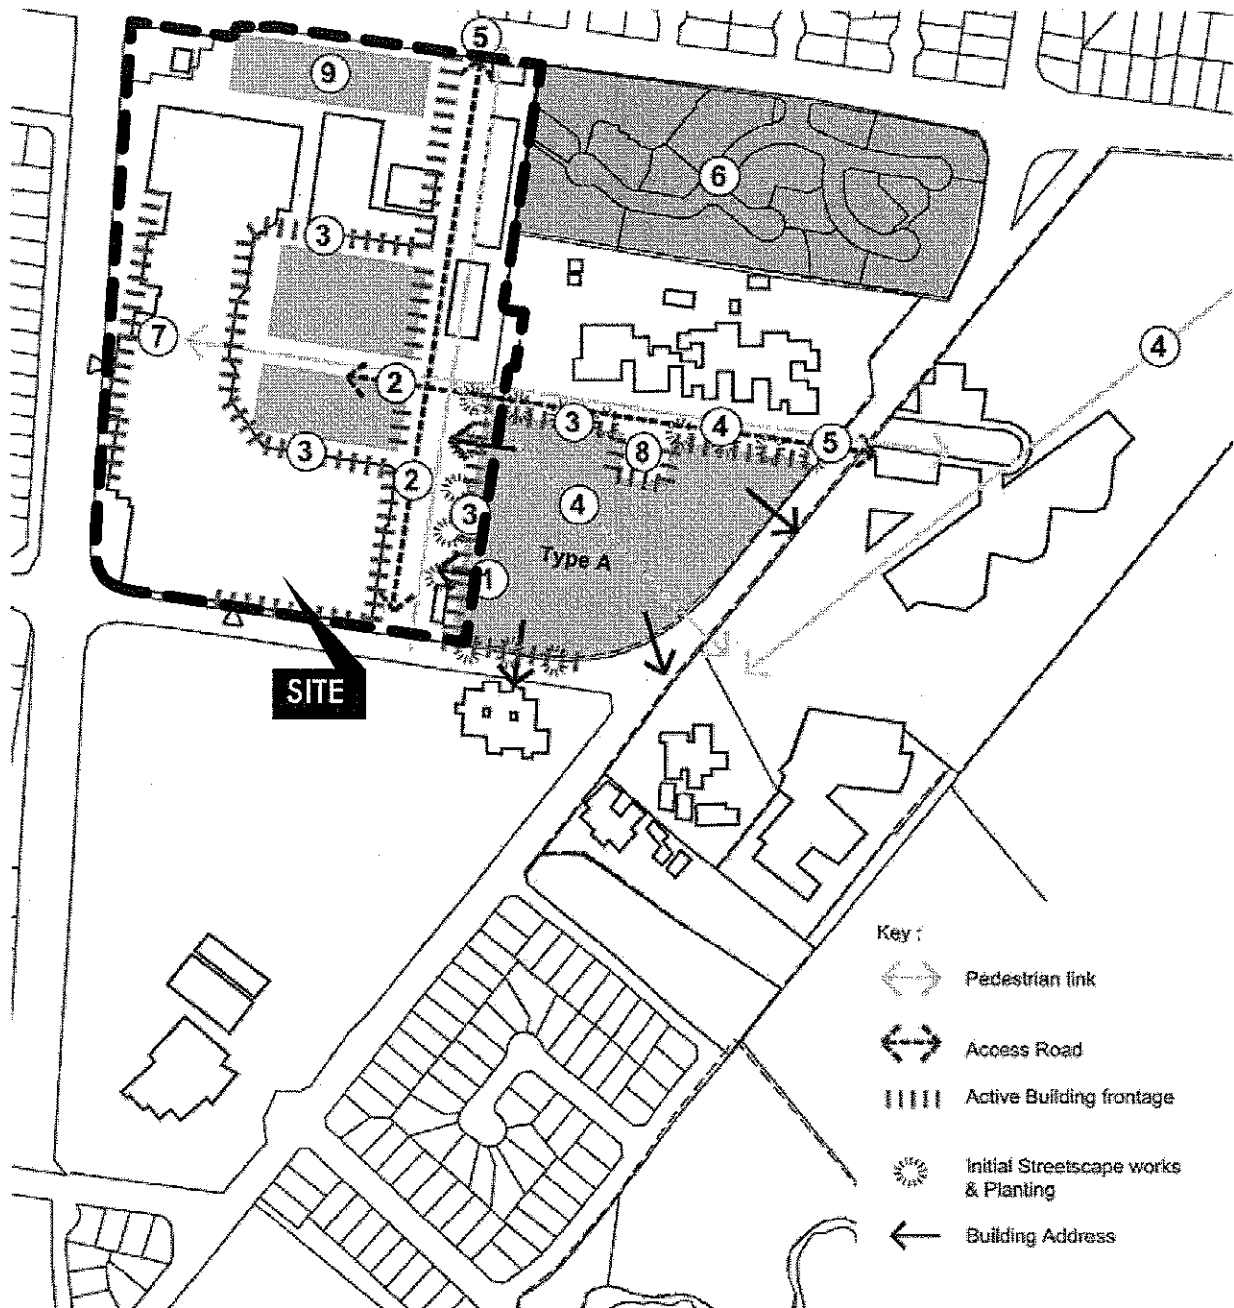 5
9
6
3
7
4
2
3
4
5
3
8
2
3
4
Type A
1
SITE
Key :
Pedestrian link
Access Road
Active Building frontage
Initial Streetscape works
& Planting
Building Address